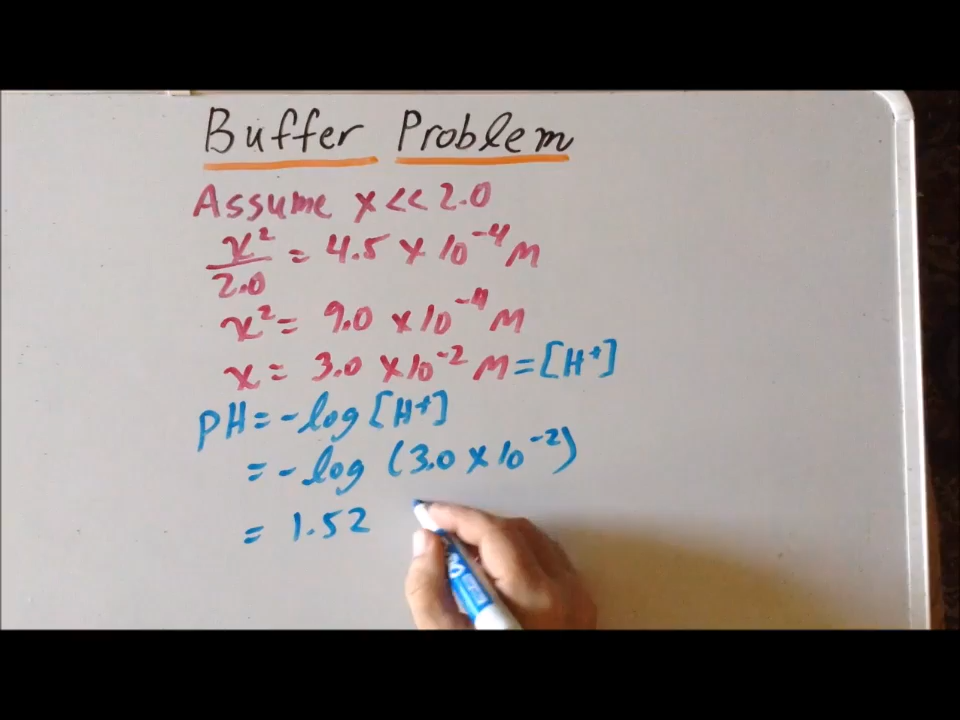 Buffer Problem
Assume x << 2.0
x²/2.0 = 4.5 x 10⁻⁴ M
x² = 9.0 x 10⁻⁴ M
x = 3.0 x 10⁻² M = [H⁺]
pH = -log [H⁺]
= -log (3.0 x 10⁻²)
= 1.52